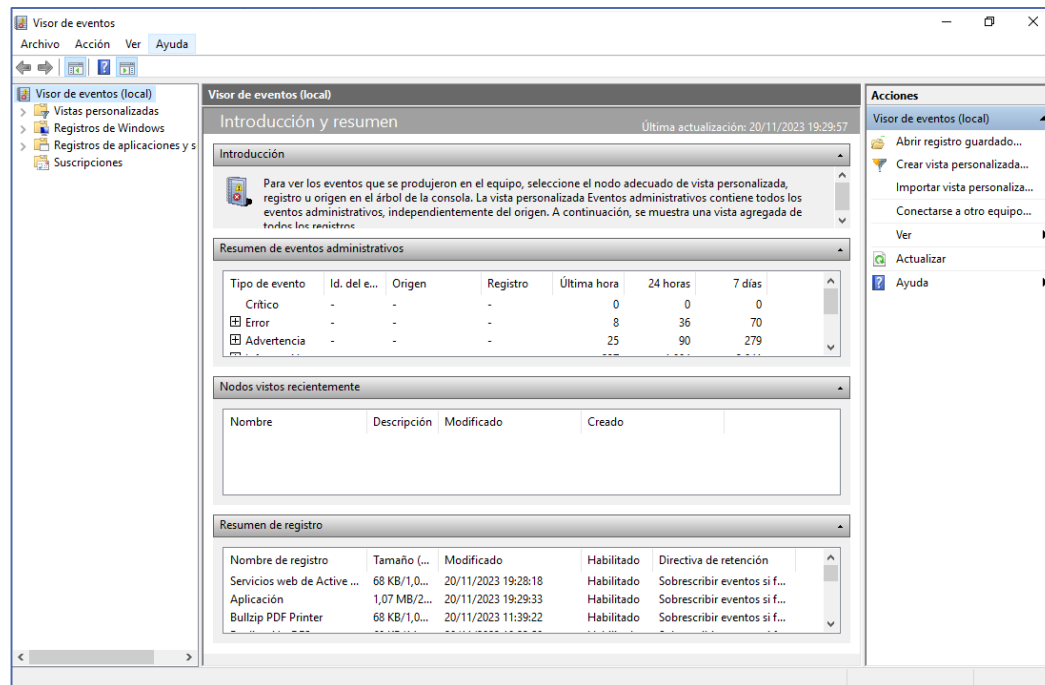 Visor de eventos
Archivo Acción Ver Ayuda
Visor de eventos (local)
Vistas personalizadas
Registros de Windows
Registros de aplicaciones y s
Suscripciones
Visor de eventos (local)
Introducción y resumen Última actualización: 20/11/2023 19:29:57
Introducción
Para ver los eventos que se produjeron en el equipo, seleccione el nodo adecuado de vista personalizada,
registro u origen en el árbol de la consola. La vista personalizada Eventos administrativos contiene todos los
eventos administrativos, independientemente del origen. A continuación, se muestra una vista agregada de
todos los registros
Resumen de eventos administrativos
Tipo de evento Id. del e... Origen Registro Última hora 24 horas 7 días
Crítico - - - 0 0 0
Error - - - 8 36 70
Advertencia - - - 25 90 279
Nodos vistos recientemente
Nombre Descripción Modificado Creado
Resumen de registro
Nombre de registro Tamaño (... Modificado Habilitado Directiva de retención
Servicios web de Active ... 68 KB/1,0... 20/11/2023 19:28:18 Habilitado Sobrescribir eventos si f...
Aplicación 1,07 MB/2... 20/11/2023 19:29:33 Habilitado Sobrescribir eventos si f...
Bullzip PDF Printer 68 KB/1,0... 20/11/2023 11:39:22 Habilitado Sobrescribir eventos si f...
Acciones
Visor de eventos (local)
Abrir registro guardado...
Crear vista personalizada...
Importar vista personaliza...
Conectarse a otro equipo...
Ver
Actualizar
Ayuda